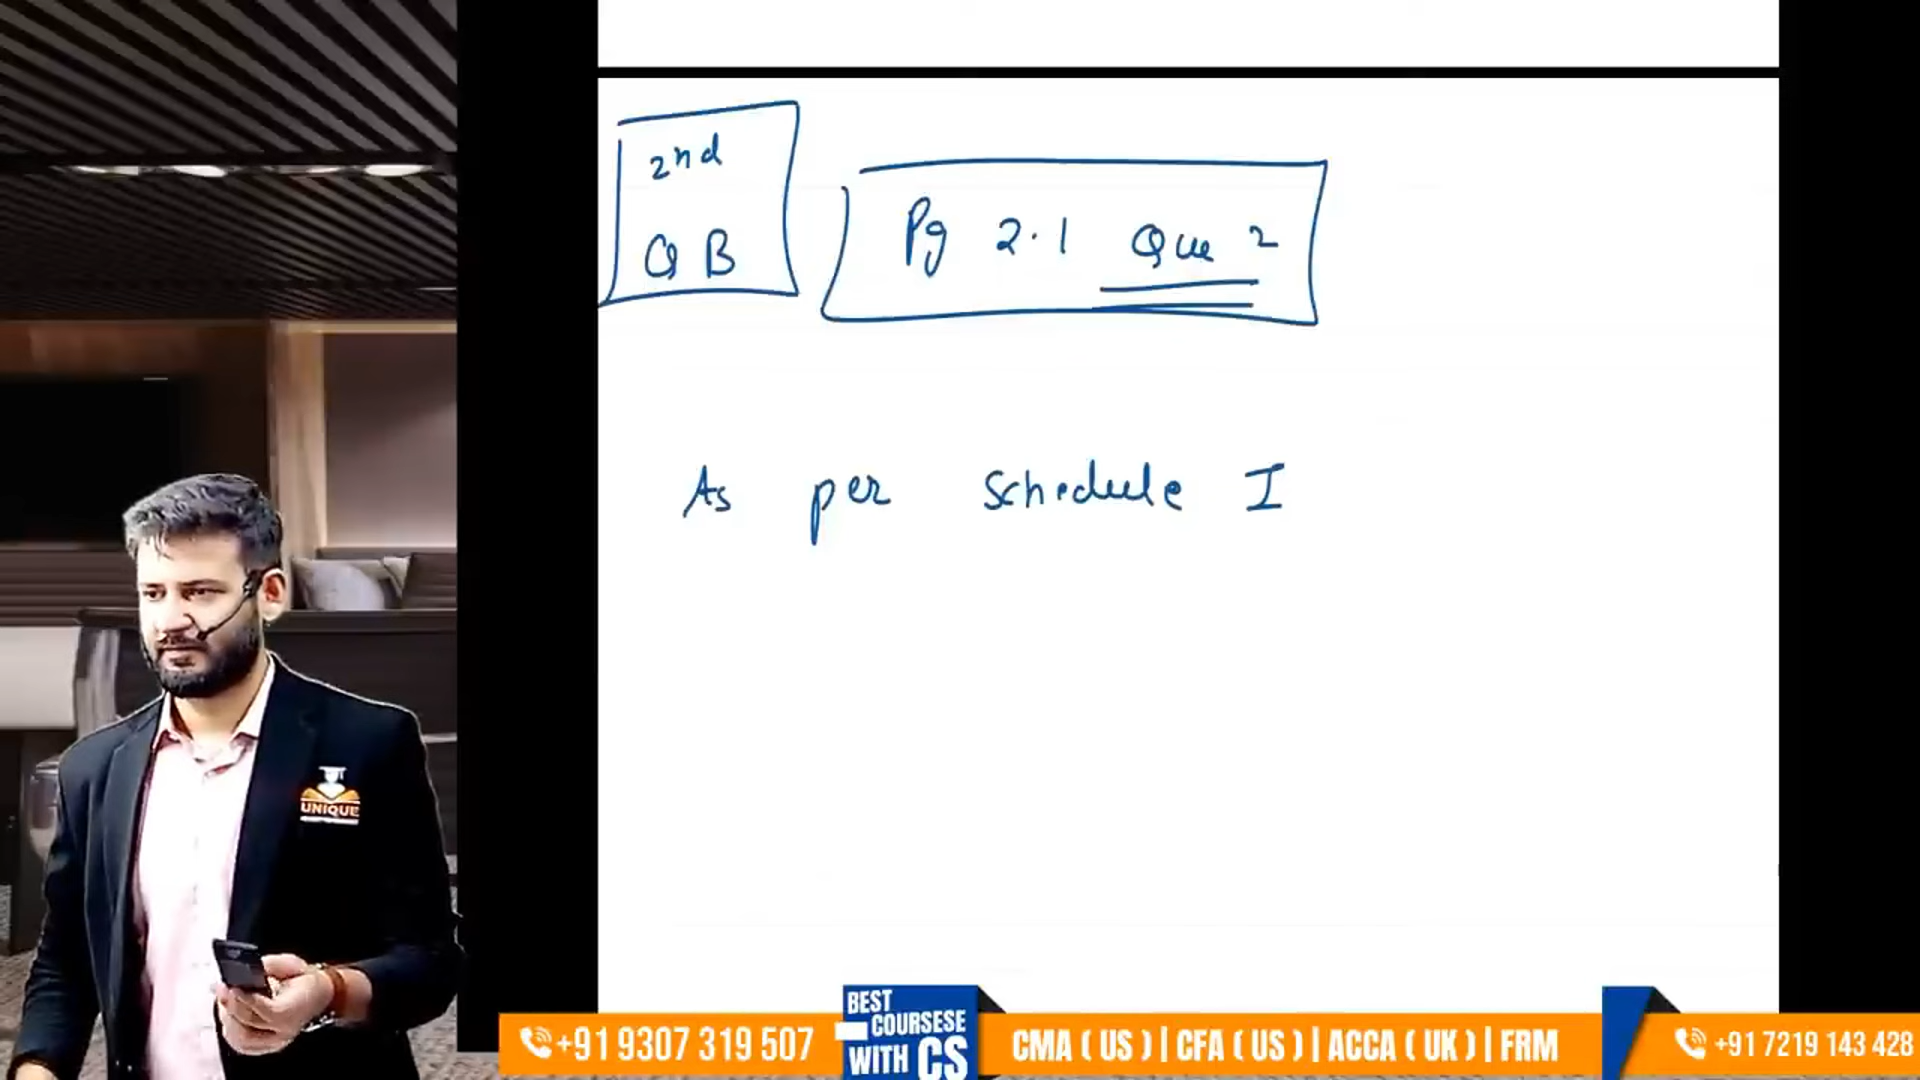 2nd
QB
Pg 2.1 Que 2
As per Schedule I
UNIQUE
+91 9307 319 507
BEST
COURSESE
WITH CS
CMA ( US ) | CFA ( US ) | ACCA ( UK ) | FRM
+91 7219 143 428